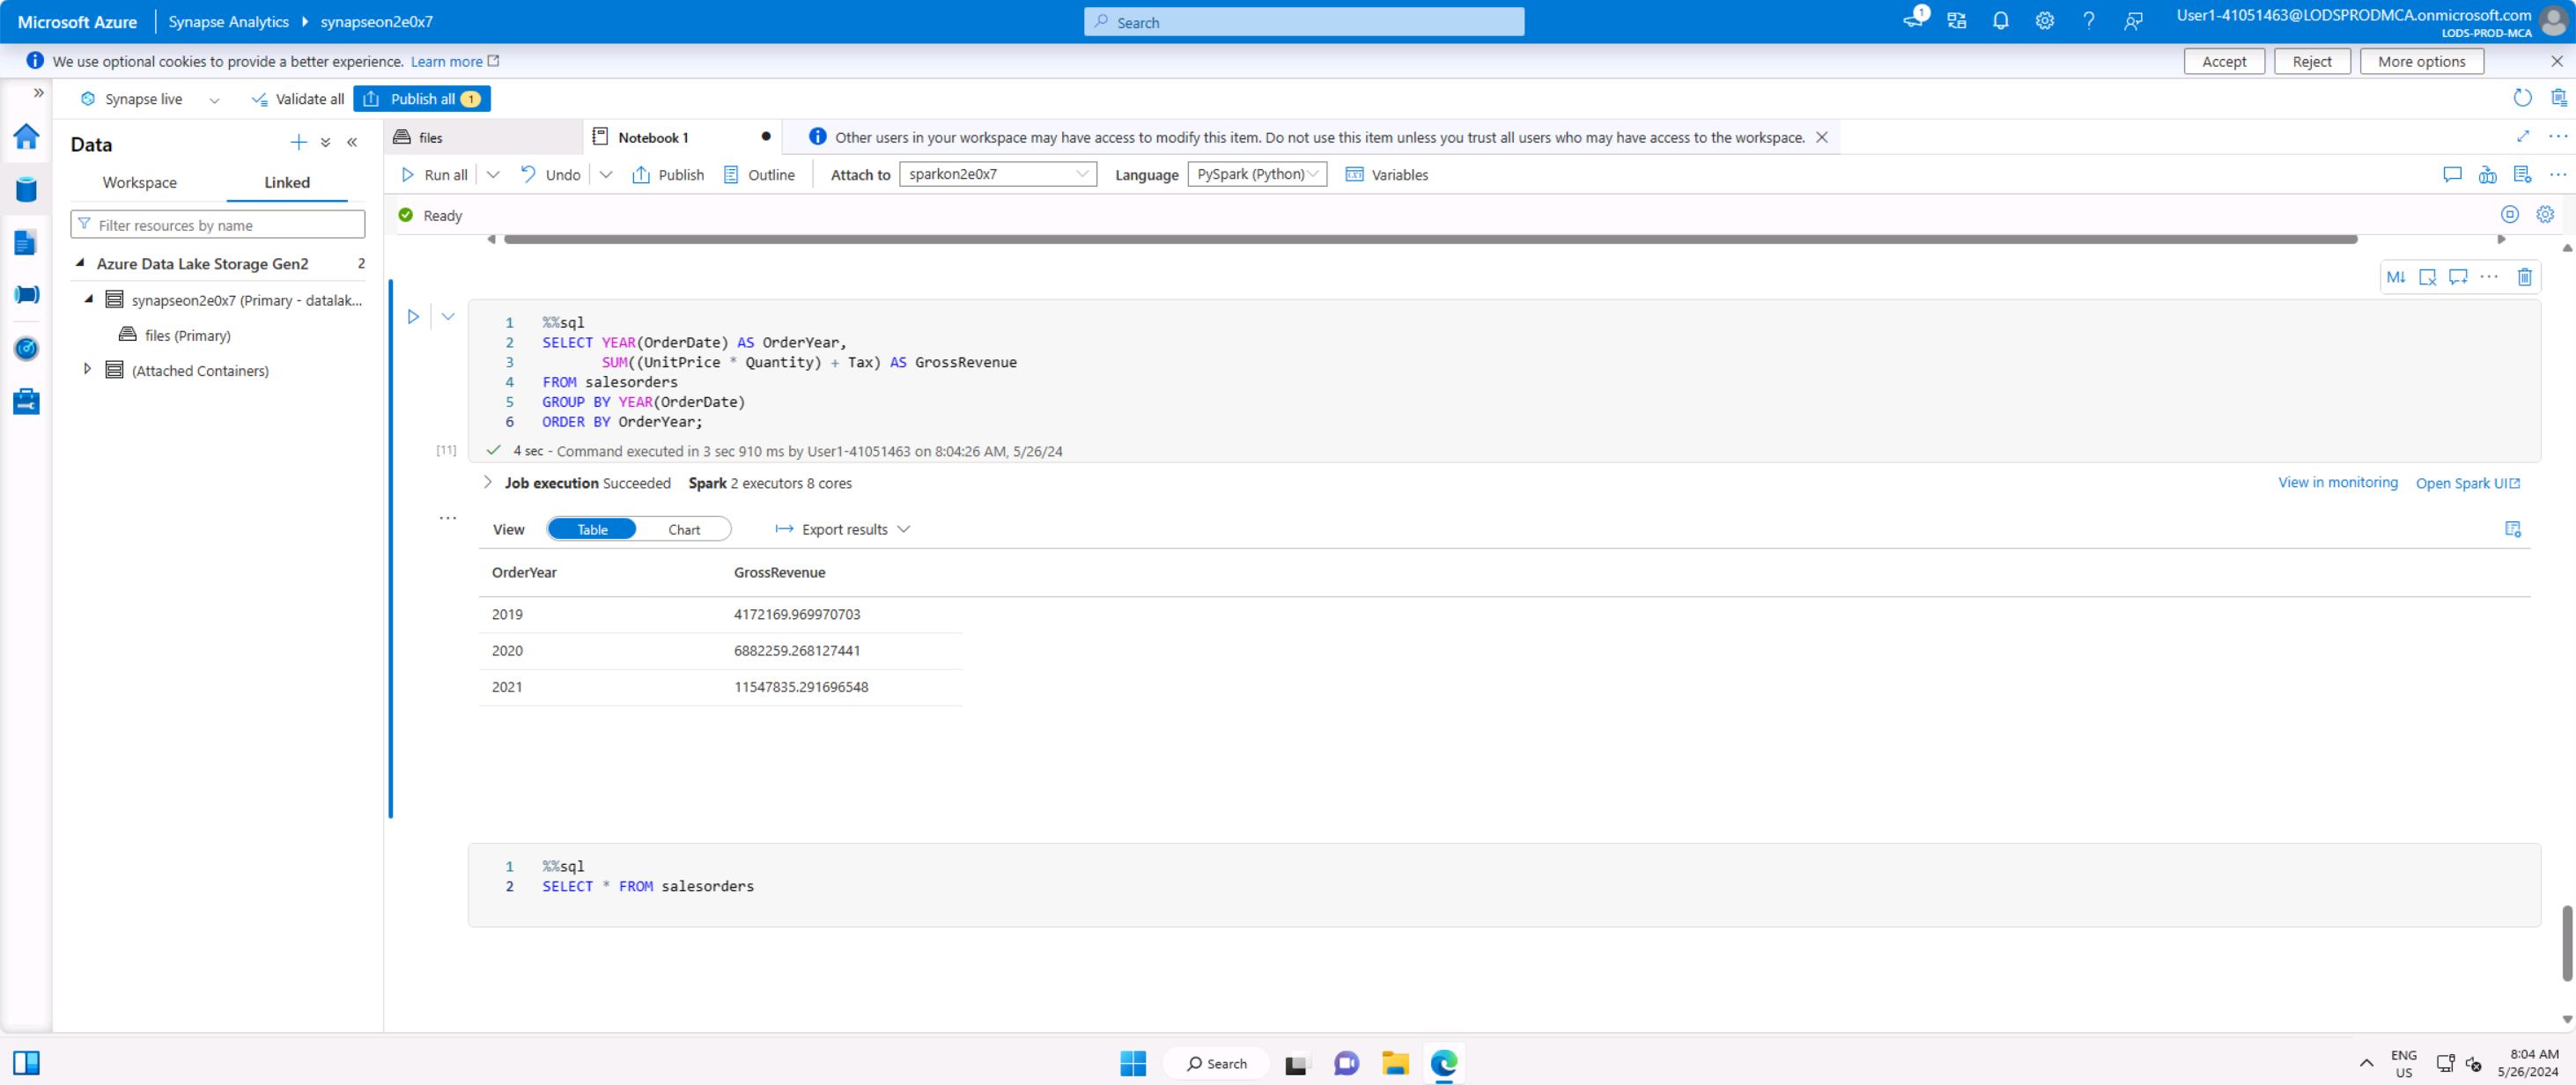 Microsoft Azure
Synapse Analytics
synapseon2e0x7
Search
1
User1-41051463@LODSPRODMCA.onmicrosoft.com
LODS-PROD-MCA
We use optional cookies to provide a better experience. Learn more
Accept
Reject
More options
Synapse live
Validate all
Publish all 1
Data
Workspace
Linked
Filter resources by name
Azure Data Lake Storage Gen2 2
synapseon2e0x7 (Primary - datalak...
files (Primary)
(Attached Containers)
files
Notebook 1
Other users in your workspace may have access to modify this item. Do not use this item unless you trust all users who may have access to the workspace.
Run all
Undo
Publish
Outline
Attach to sparkon2e0x7
Language PySpark (Python)
Variables
Ready
M↓
1 %%sql
2 SELECT YEAR(OrderDate) AS OrderYear,
3 SUM((UnitPrice * Quantity) + Tax) AS GrossRevenue
4 FROM salesorders
5 GROUP BY YEAR(OrderDate)
6 ORDER BY OrderYear;
[11] 4 sec - Command executed in 3 sec 910 ms by User1-41051463 on 8:04:26 AM, 5/26/24
Job execution Succeeded Spark 2 executors 8 cores
View in monitoring Open Spark UI
View Table Chart Export results
OrderYear GrossRevenue
2019 4172169.969970703
2020 6882259.268127441
2021 11547835.291696548
1 %%sql
2 SELECT * FROM salesorders
Search
ENG
US
8:04 AM
5/26/2024